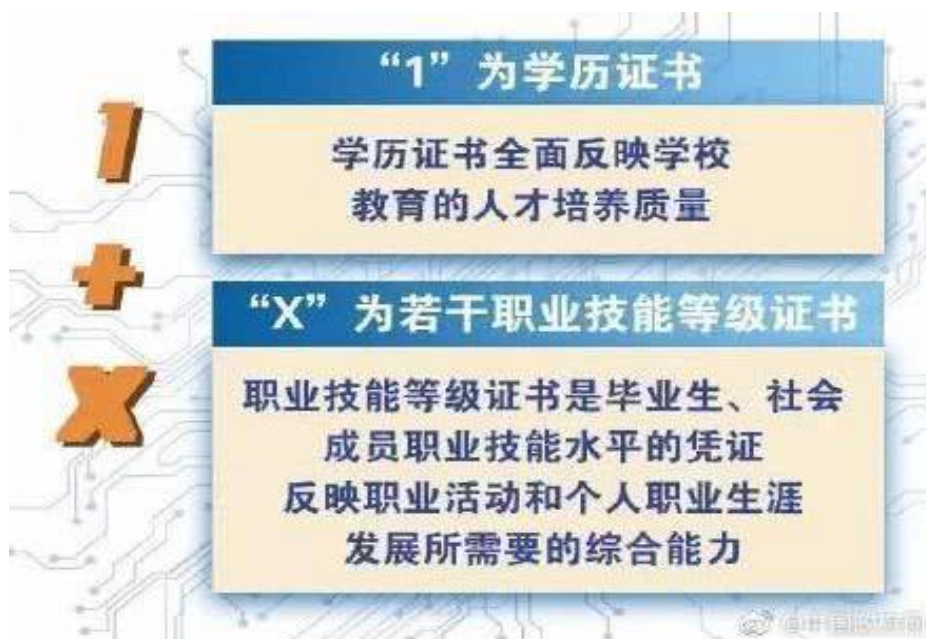 1
+
X
“1”为学历证书
学历证书全面反映学校
教育的人才培养质量
“X”为若干职业技能等级证书
职业技能等级证书是毕业生、社会
成员职业技能水平的凭证
反映职业活动和个人职业生涯
发展所需要的综合能力